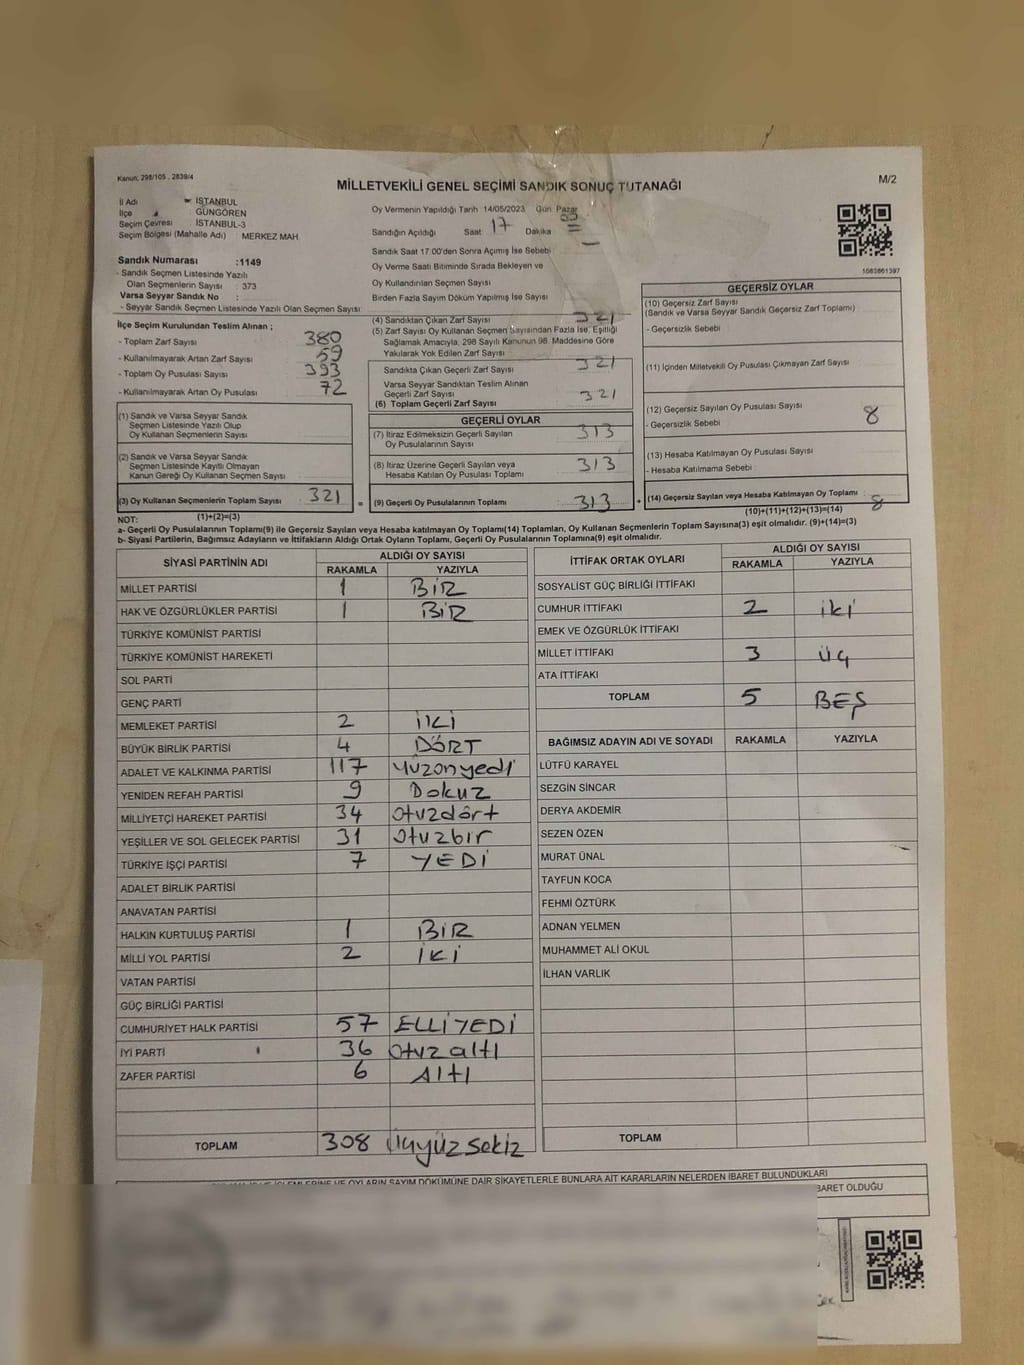 Kanun: 298/105 , 2839/4
MİLLETVEKİLİ GENEL SEÇİMİ SANDIK SONUÇ TUTANAĞI
M/2
İl Adı : İSTANBUL
İlçe : GÜNGÖREN
Seçim Çevresi : İSTANBUL-3
Seçim Bölgesi (Mahalle Adı) : MERKEZ MAH.
Oy Vermenin Yapıldığı Tarih 14/05/2023 Gün Pazar
Sandığın Açıldığı Saat 17 Dakika
Sandık Saat 17:00'den Sonra Açımış İse Sebebi
Oy Verme Saati Bitiminde Sırada Bekleyen ve
Oy Kullandırılan Seçmen Sayısı
Birden Fazla Sayım Döküm Yapılmış İse Sayısı
Sandık Numarası :1149
- Sandık Seçmen Listesinde Yazılı
Olan Seçmenlerin Sayısı : 373
Varsa Seyyar Sandık No :
- Seyyar Sandık Seçmen Listesinde Yazılı Olan Seçmen Sayısı
İlçe Seçim Kurulundan Teslim Alınan ;
- Toplam Zarf Sayısı 380
- Kullanılmayarak Artan Zarf Sayısı 59
- Toplam Oy Pusulası Sayısı 393
- Kullanılmayarak Artan Oy Pusulası 72
(1) Sandık ve Varsa Seyyar Sandık
Seçmen Listesinde Yazılı Olup
Oy Kullanan Seçmenlerin Sayısı
(2) Sandık ve Varsa Seyyar Sandık
Seçmen Listesinde Kayıtlı Olmayan
Kanun Gereği Oy Kullanan Seçmen Sayısı
(3) Oy Kullanan Seçmenlerin Toplam Sayısı 321
(1)+(2)=(3)
(4) Sandıktan Çıkan Zarf Sayısı 321
(5) Zarf Sayısı Oy Kullanan Seçmen Sayısından Fazla İse, Eşitliği
Sağlamak Amacıyla, 298 Sayılı Kanunun 98. Maddesine Göre
Yakılarak Yok Edilen Zarf Sayısı
Sandıkta Çıkan Geçerli Zarf Sayısı 321
Varsa Seyyar Sandıktan Teslim Alınan
Geçerli Zarf Sayısı
(6) Toplam Geçerli Zarf Sayısı 321
GEÇERLİ OYLAR
(7) İtiraz Edilmeksizin Geçerli Sayılan
Oy Pusulalarının Sayısı 313
(8) İtiraz Üzerine Geçerli Sayılan veya
Hesaba Katılan Oy Pusulası Toplamı 313
= (9) Geçerli Oy Pusulalarının Toplamı 313 +
1083861397
GEÇERSİZ OYLAR
(10) Geçersiz Zarf Sayısı
(Sandık ve Varsa Seyyar Sandık Geçersiz Zarf Toplamı)
- Geçersizlik Sebebi
(11) İçinden Milletvekili Oy Pusulası Çıkmayan Zarf Sayısı
(12) Geçersiz Sayılan Oy Pusulası Sayısı 8
- Geçersizlik Sebebi
(13) Hesaba Katılmayan Oy Pusulası Sayısı
- Hesaba Katılmama Sebebi
(14) Geçersiz Sayılan veya Hesaba Katılmayan Oy Toplamı : 8
(10)+(11)+(12)+(13)=(14)
NOT:
a- Geçerli Oy Pusulalarının Toplamı(9) ile Geçersiz Sayılan veya Hesaba katılmayan Oy Toplamı(14) Toplamları, Oy Kullanan Seçmenlerin Toplam Sayısına(3) eşit olmalıdır. (9)+(14)=(3)
b- Siyasi Partilerin, Bağımsız Adayların ve İttifakların Aldığı Ortak Oyların Toplamı, Geçerli Oy Pusulalarının Toplamına(9) eşit olmalıdır.
SİYASİ PARTİNİN ADI
ALDIĞI OY SAYISI
RAKAMLA YAZIYLA
MİLLET PARTİSİ 1 BİR
HAK VE ÖZGÜRLÜKLER PARTİSİ 1 BİR
TÜRKİYE KOMÜNİST PARTİSİ
TÜRKİYE KOMÜNİST HAREKETİ
SOL PARTİ
GENÇ PARTİ
MEMLEKET PARTİSİ 2 İKİ
BÜYÜK BİRLİK PARTİSİ 4 DÖRT
ADALET VE KALKINMA PARTİSİ 117 Yüzonyedi
YENİDEN REFAH PARTİSİ 9 Dokuz
MİLLİYETÇİ HAREKET PARTİSİ 34 Otuzdört
YEŞİLLER VE SOL GELECEK PARTİSİ 31 Otuzbir
TÜRKİYE İŞÇİ PARTİSİ 7 YEDİ
ADALET BİRLİK PARTİSİ
ANAVATAN PARTİSİ
HALKIN KURTULUŞ PARTİSİ 1 BİR
MİLLİ YOL PARTİSİ 2 İKİ
VATAN PARTİSİ
GÜÇ BİRLİĞİ PARTİSİ
CUMHURİYET HALK PARTİSİ 57 ELLİYEDİ
İYİ PARTİ 36 Otuzaltı
ZAFER PARTİSİ 6 Altı
TOPLAM 308 Üçyüzsekiz
İTTİFAK ORTAK OYLARI
ALDIĞI OY SAYISI
RAKAMLA YAZIYLA
SOSYALİST GÜÇ BİRLİĞİ İTTİFAKI
CUMHUR İTTİFAKI 2 İki
EMEK VE ÖZGÜRLÜK İTTİFAKI
MİLLET İTTİFAKI 3 Üç
ATA İTTİFAKI
TOPLAM 5 BEŞ
BAĞIMSIZ ADAYIN ADI VE SOYADI RAKAMLA YAZIYLA
LÜTFÜ KARAYEL
SEZGİN SİNCAR
DERYA AKDEMİR
SEZEN ÖZEN
MURAT ÜNAL
TAYFUN KOCA
FEHMİ ÖZTÜRK
ADNAN YELMEN
MUHAMMET ALİ OKUL
İLHAN VARLIK
TOPLAM
OYLARIN SAYIM DÖKÜMÜNE DAİR ŞİKAYETLERLE BUNLARA AİT KARARLARIN NELERDEN İBARET BULUNDUKLARI
İBARET OLDUĞU